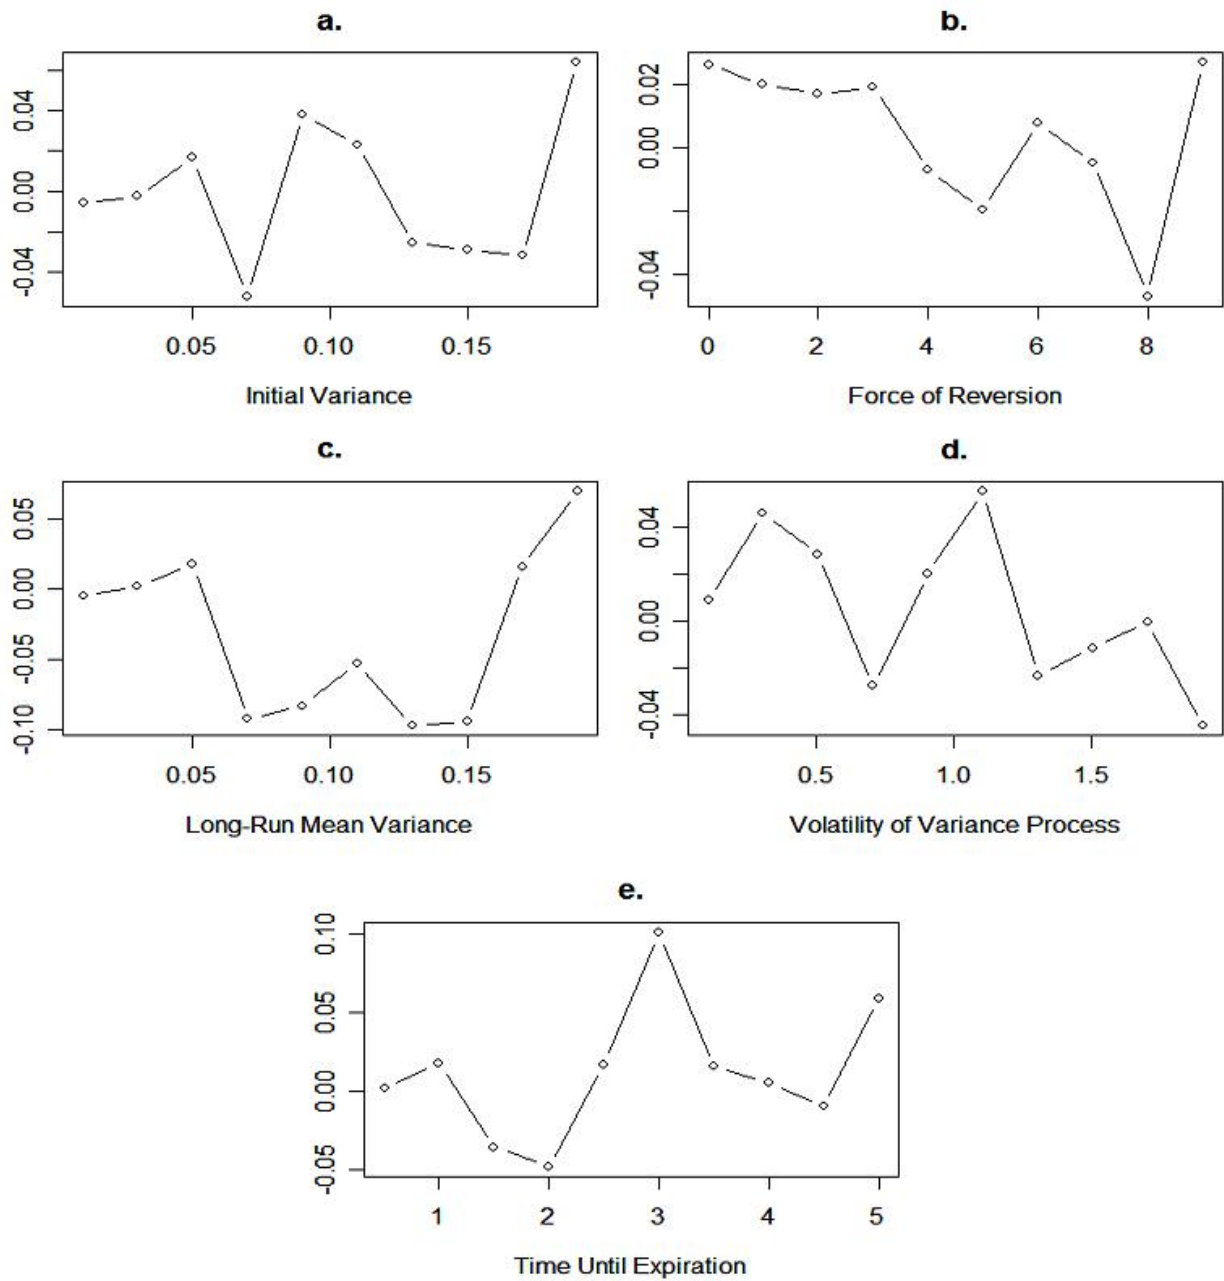 a.
0.04
0.00
-0.04
0.05 0.10 0.15
Initial Variance
b.
0.02
0.00
-0.04
0 2 4 6 8
Force of Reversion
c.
0.05
0.00
-0.05
-0.10
0.05 0.10 0.15
Long-Run Mean Variance
d.
0.04
0.00
-0.04
0.5 1.0 1.5
Volatility of Variance Process
e.
0.10
0.05
0.00
-0.05
1 2 3 4 5
Time Until Expiration